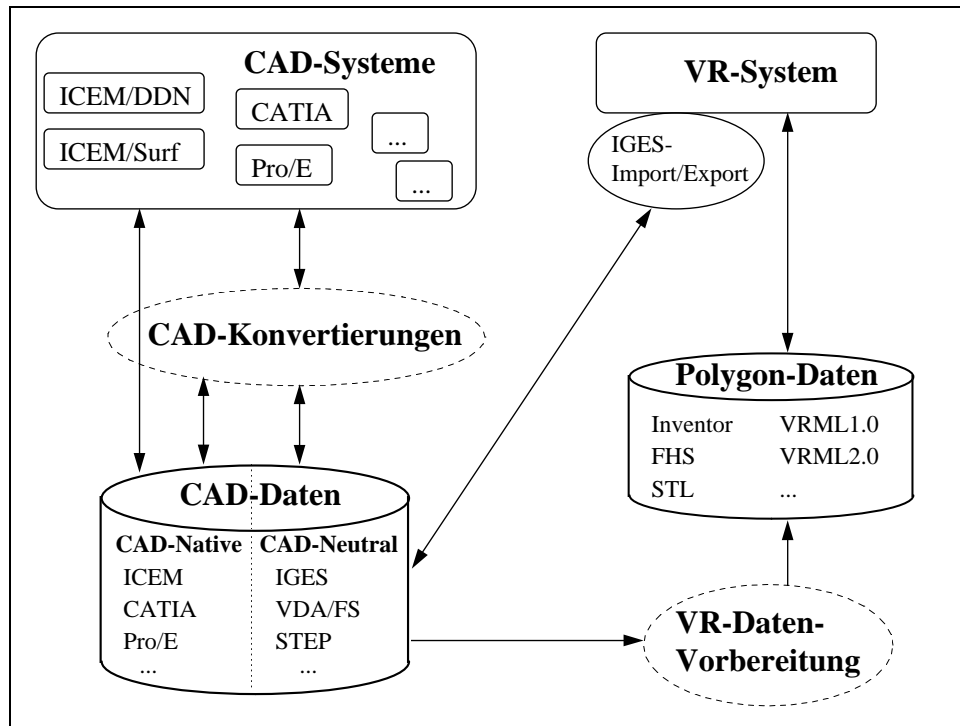 CAD-Systeme
ICEM/DDN
CATIA
...
ICEM/Surf
Pro/E
...
VR-System
IGES-
Import/Export
CAD-Konvertierungen
Polygon-Daten
Inventor VRML1.0
FHS VRML2.0
STL ...
CAD-Daten
CAD-Native CAD-Neutral
ICEM IGES
CATIA VDA/FS
Pro/E STEP
... ...
VR-Daten-
Vorbereitung